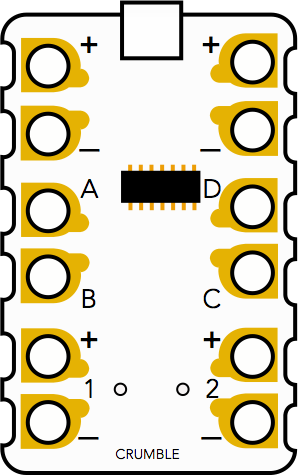 + +
− −
A D
B C
+ +
1 2
− −
CRUMBLE